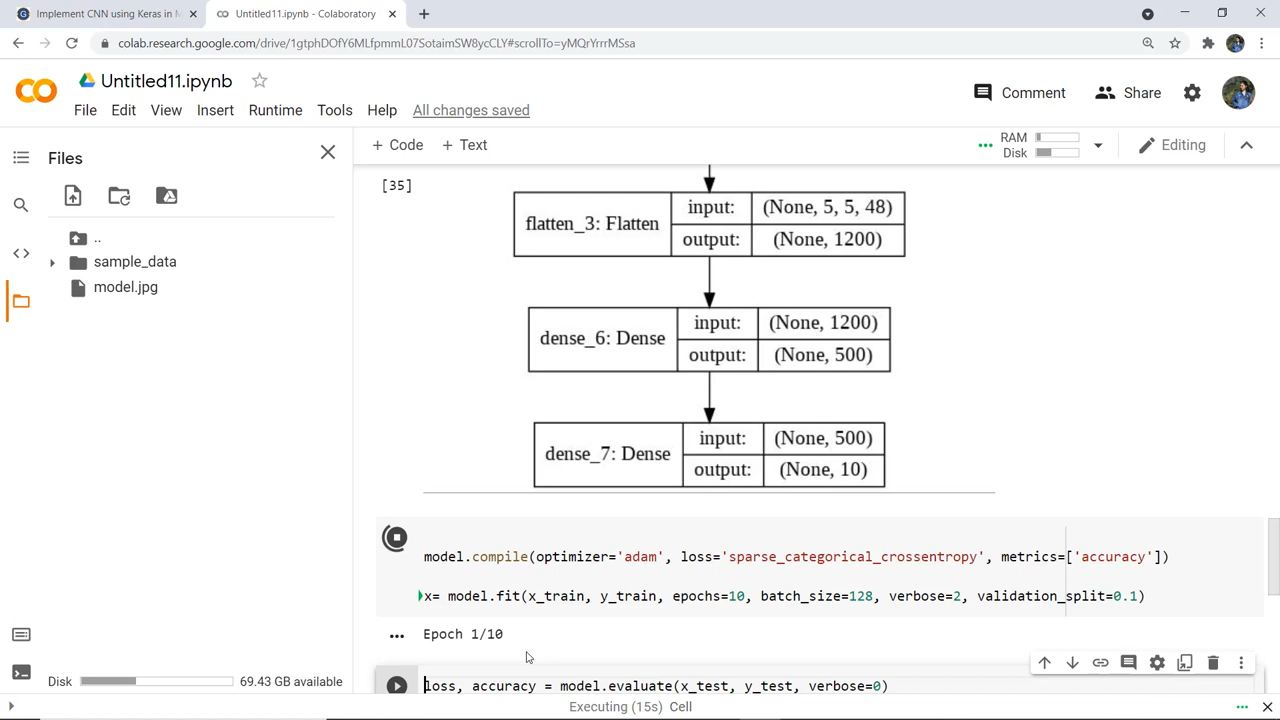 Implement CNN using Keras in M
Untitled11.ipynb - Colaboratory
colab.research.google.com/drive/1gtphDOfY6MLfpmmL07SotaimSW8ycCLY#scrollTo=yMQrYrrrMSsa
Untitled11.ipynb
File Edit View Insert Runtime Tools Help All changes saved
Comment Share
Files
+ Code + Text
RAM
Disk
Editing
..
sample_data
model.jpg
[35]
flatten_3: Flatten
input: (None, 5, 5, 48)
output: (None, 1200)
dense_6: Dense
input: (None, 1200)
output: (None, 500)
dense_7: Dense
input: (None, 500)
output: (None, 10)
model.compile(optimizer='adam', loss='sparse_categorical_crossentropy', metrics=['accuracy'])
x= model.fit(x_train, y_train, epochs=10, batch_size=128, verbose=2, validation_split=0.1)
Epoch 1/10
loss, accuracy = model.evaluate(x_test, y_test, verbose=0)
Disk 69.43 GB available
Executing (15s) Cell